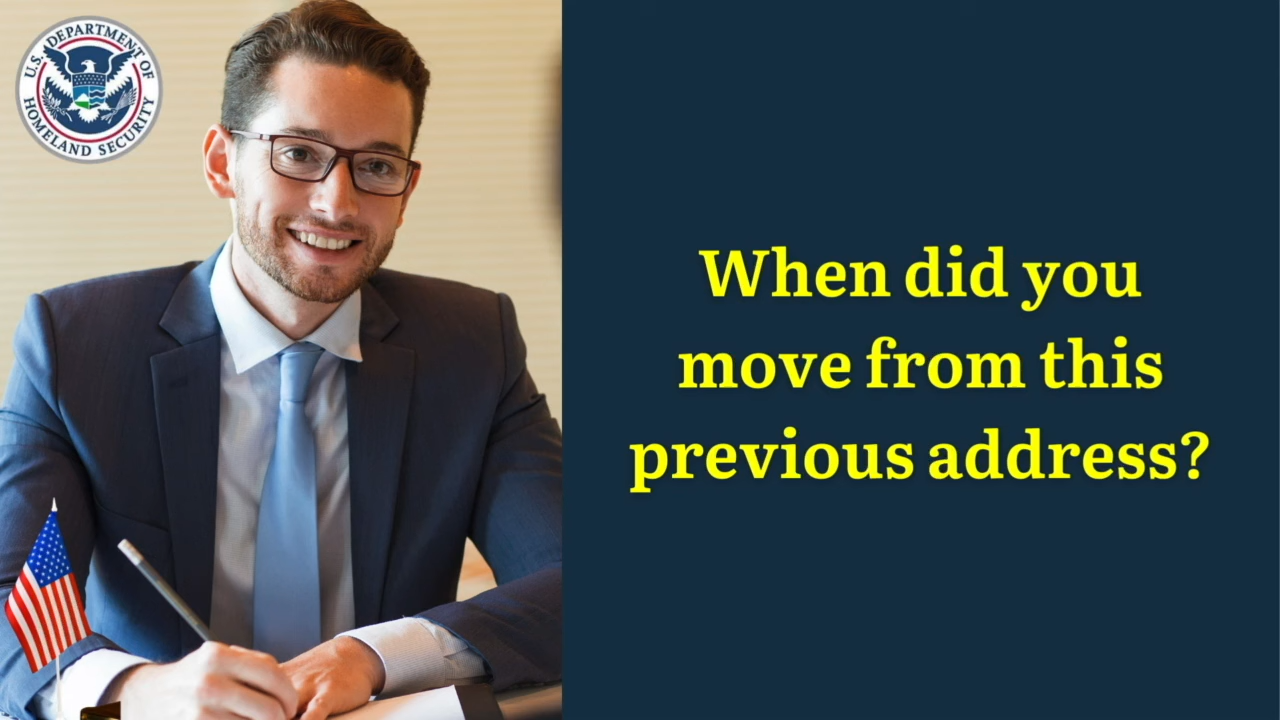 U.S. DEPARTMENT OF
HOMELAND SECURITY
When did you
move from this
previous address?